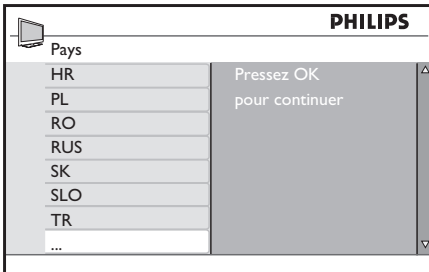 PHILIPS
Pays
HR
PL
RO
RUS
SK
SLO
TR
...
Pressez OK
pour continuer